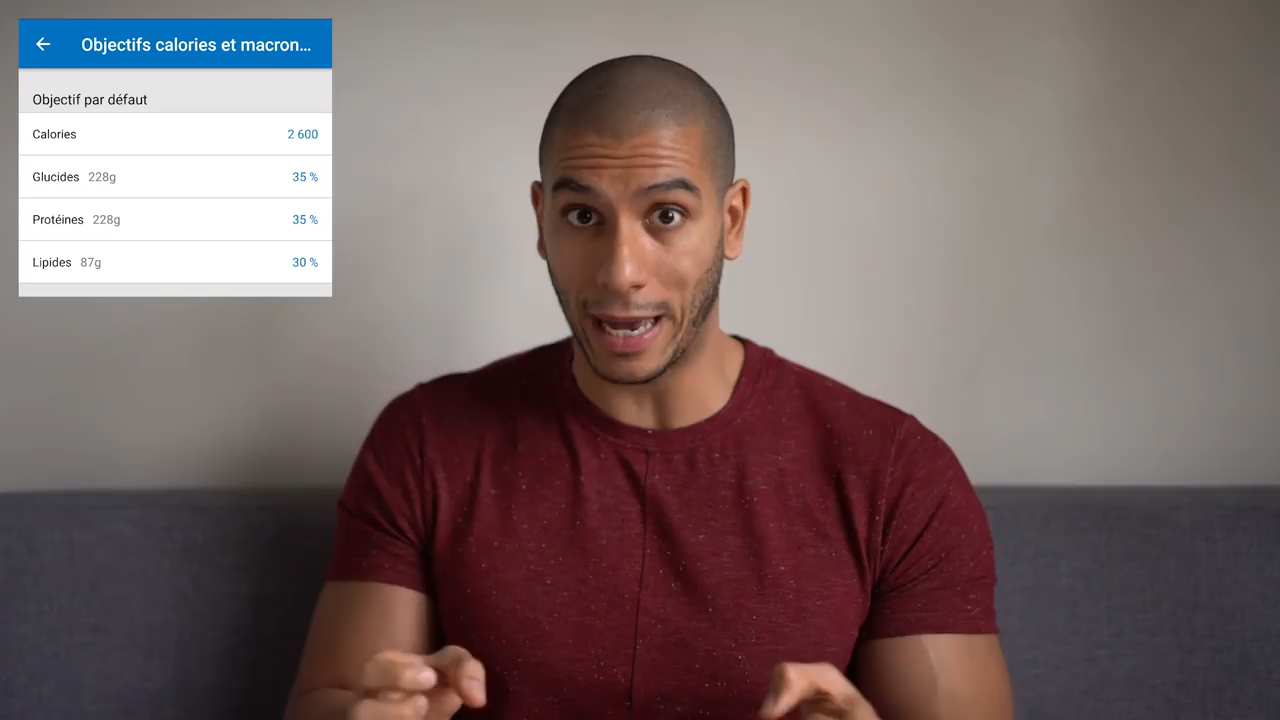 Objectifs calories et macron...
Objectif par défaut
Calories 2 600
Glucides 228g 35 %
Protéines 228g 35 %
Lipides 87g 30 %